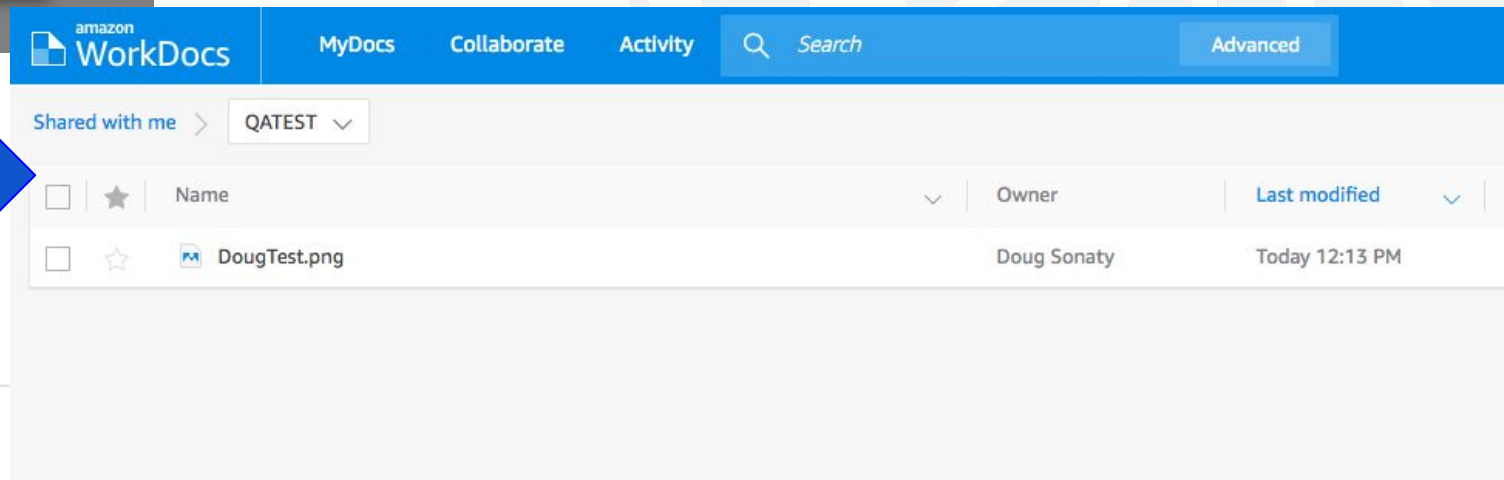 amazon
WorkDocs MyDocs Collaborate Activity Search Advanced
Shared with me QATEST
Name Owner Last modified
DougTest.png Doug Sonaty Today 12:13 PM